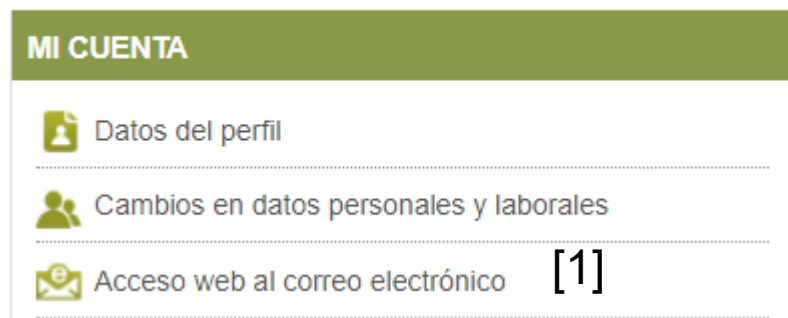 MI CUENTA
Datos del perfil
Cambios en datos personales y laborales
Acceso web al correo electrónico [1]